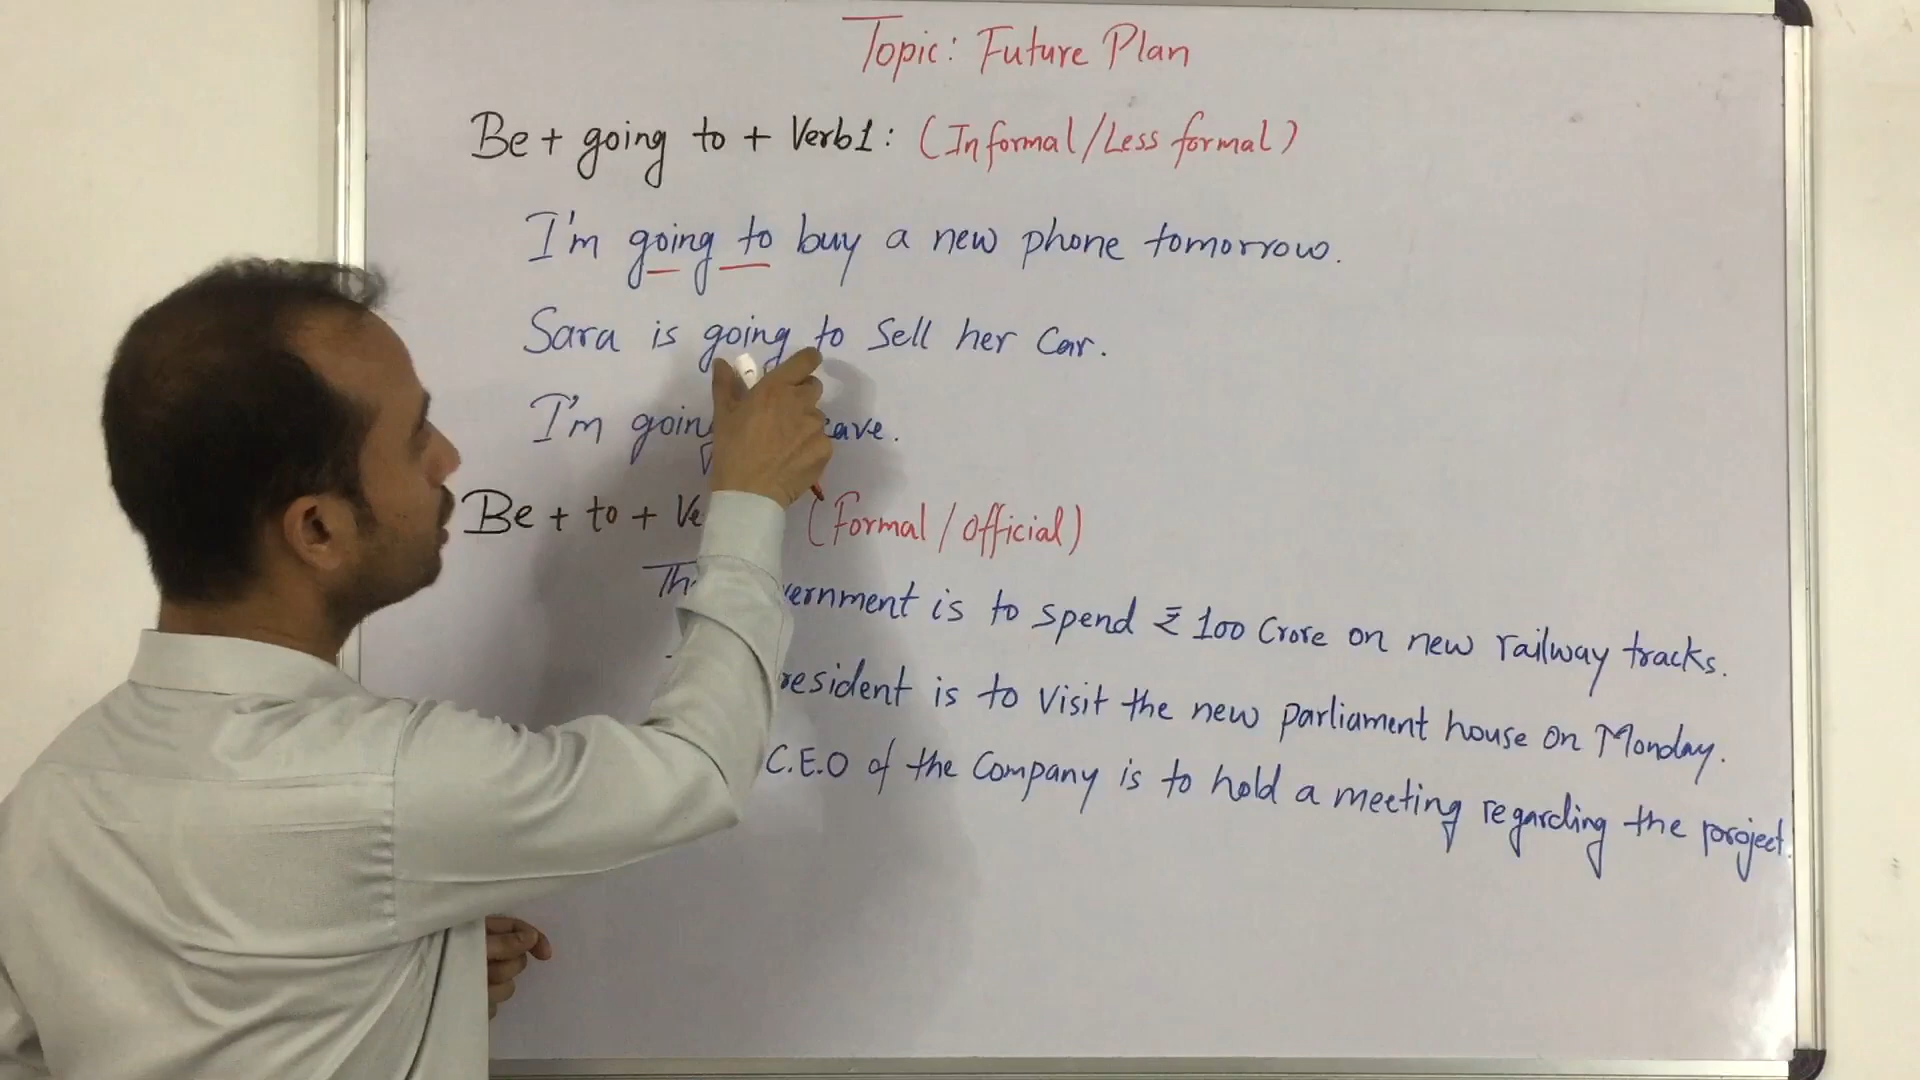 Topic: Future Plan
Be + going to + Verb1: (Informal/Less formal)
I'm going to buy a new phone tomorrow.
Sara is going to Sell her Car.
I'm going
Be + to + (Formal / Official)
is to spend ₹ 100 Crore on new railway tracks.
is to visit the new parliament house on Monday.
C.E.O of the Company is to hold a meeting regarding the project.